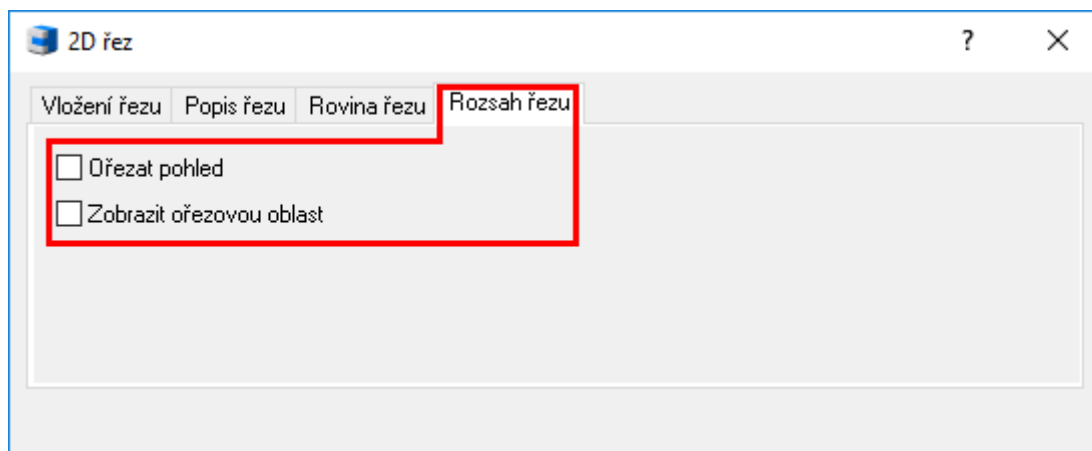 2D řez ?
Vložení řezu Popis řezu Rovina řezu Rozsah řezu
Ořezat pohled
Zobrazit ořezovou oblast